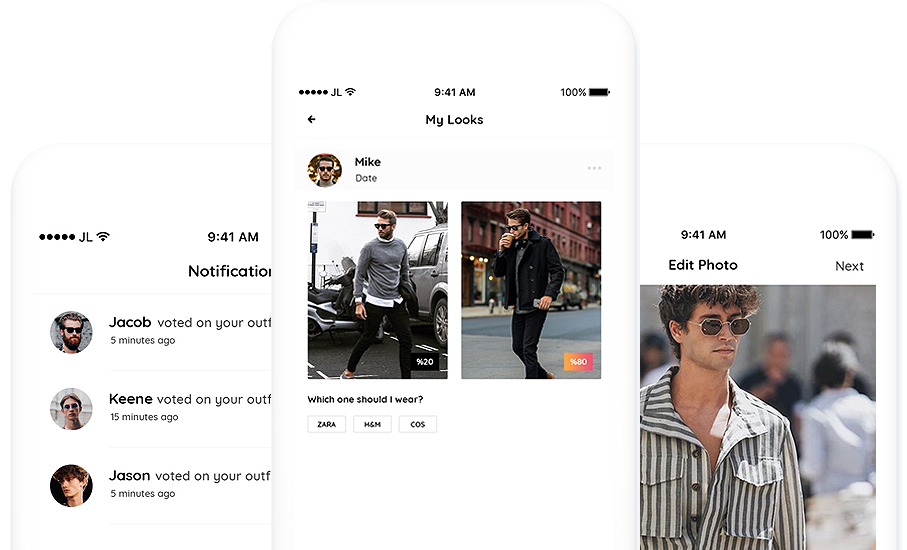 JL
9:41 AM
Notification
Jacob voted on your outf
5 minutes ago
Keene voted on your outf
15 minutes ago
Jason voted on your outf
5 minutes ago
JL
9:41 AM
100%
My Looks
Mike
Date
%20
%80
Which one should I wear?
ZARA
H&M
COS
9:41 AM
100%
Edit Photo
Next